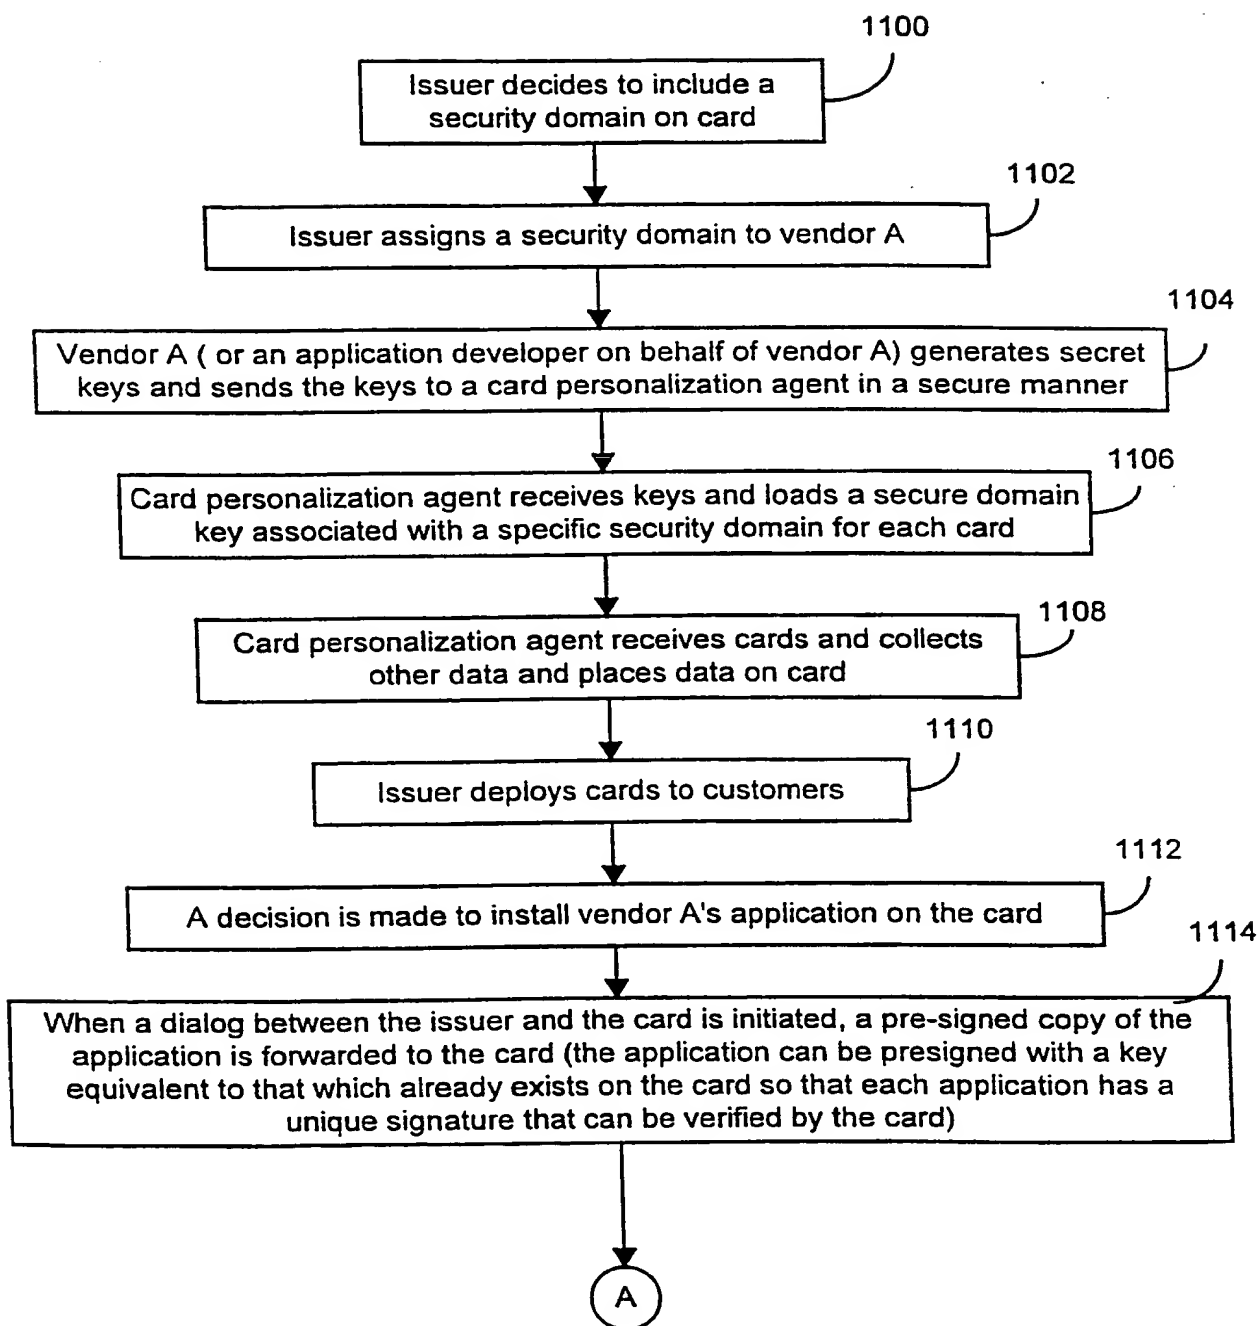 1100
Issuer decides to include a
security domain on card
1102
Issuer assigns a security domain to vendor A
1104
Vendor A ( or an application developer on behalf of vendor A) generates secret
keys and sends the keys to a card personalization agent in a secure manner
1106
Card personalization agent receives keys and loads a secure domain
key associated with a specific security domain for each card
1108
Card personalization agent receives cards and collects
other data and places data on card
1110
Issuer deploys cards to customers
1112
A decision is made to install vendor A's application on the card
1114
When a dialog between the issuer and the card is initiated, a pre-signed copy of the
application is forwarded to the card (the application can be presigned with a key
equivalent to that which already exists on the card so that each application has a
unique signature that can be verified by the card)
A